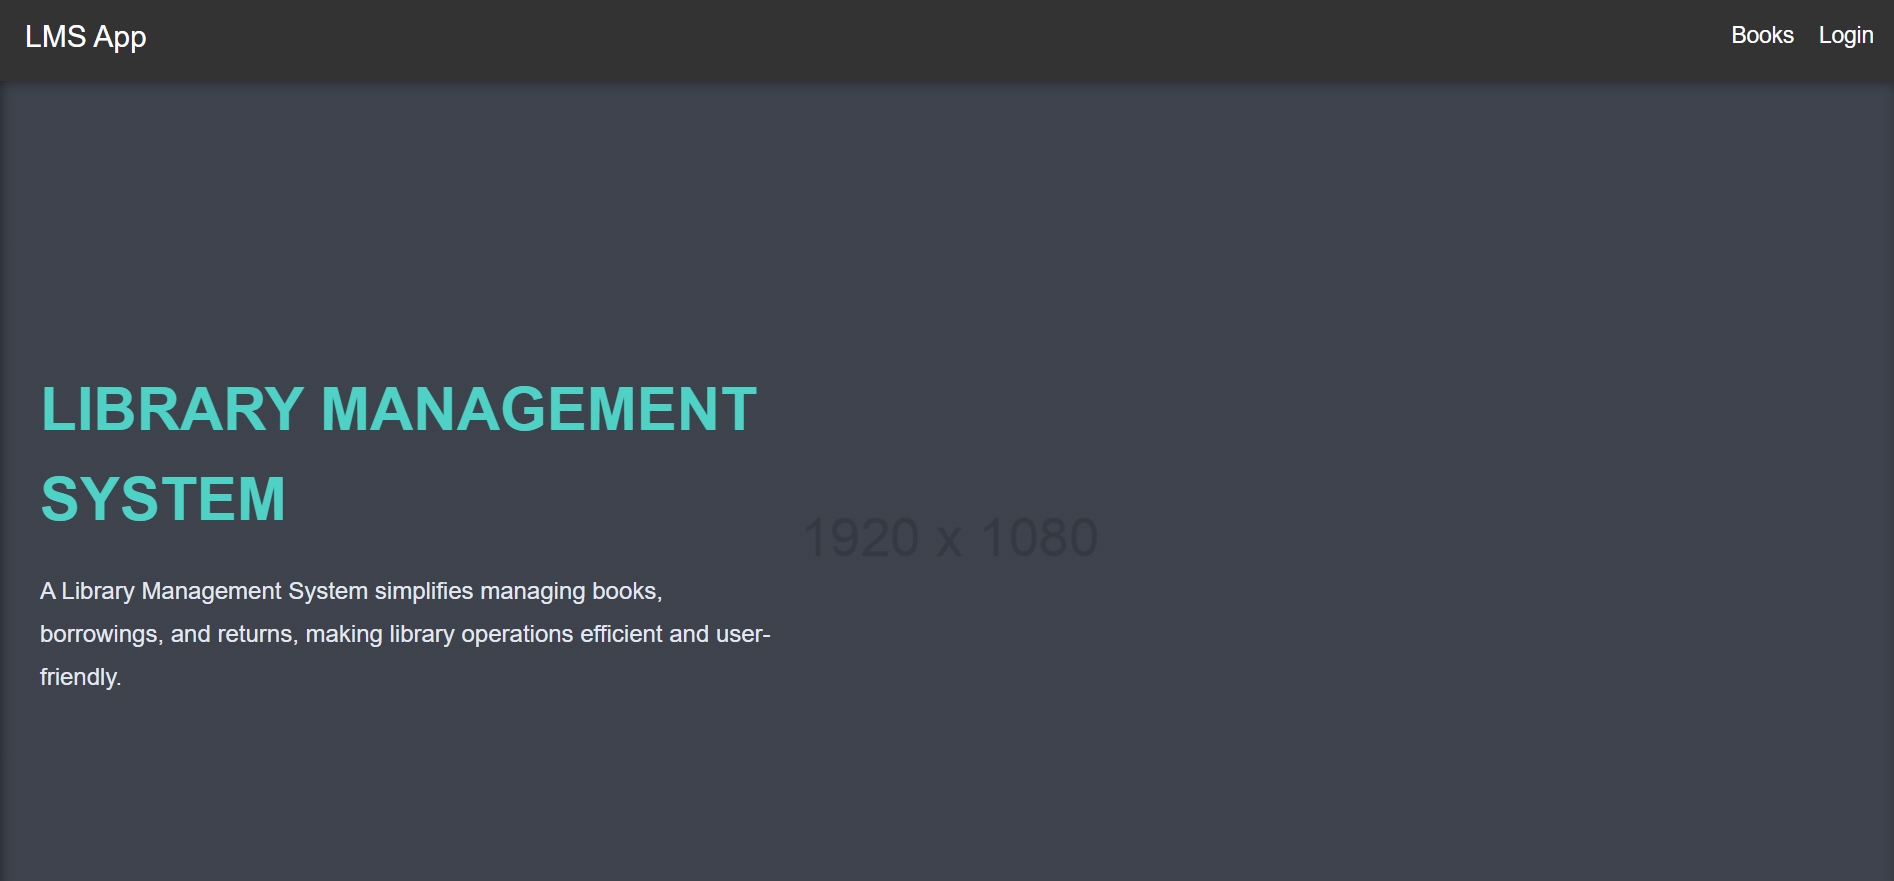 LMS App
Books
Login
LIBRARY MANAGEMENT
SYSTEM
1920 x 1080
A Library Management System simplifies managing books,
borrowings, and returns, making library operations efficient and user-
friendly.